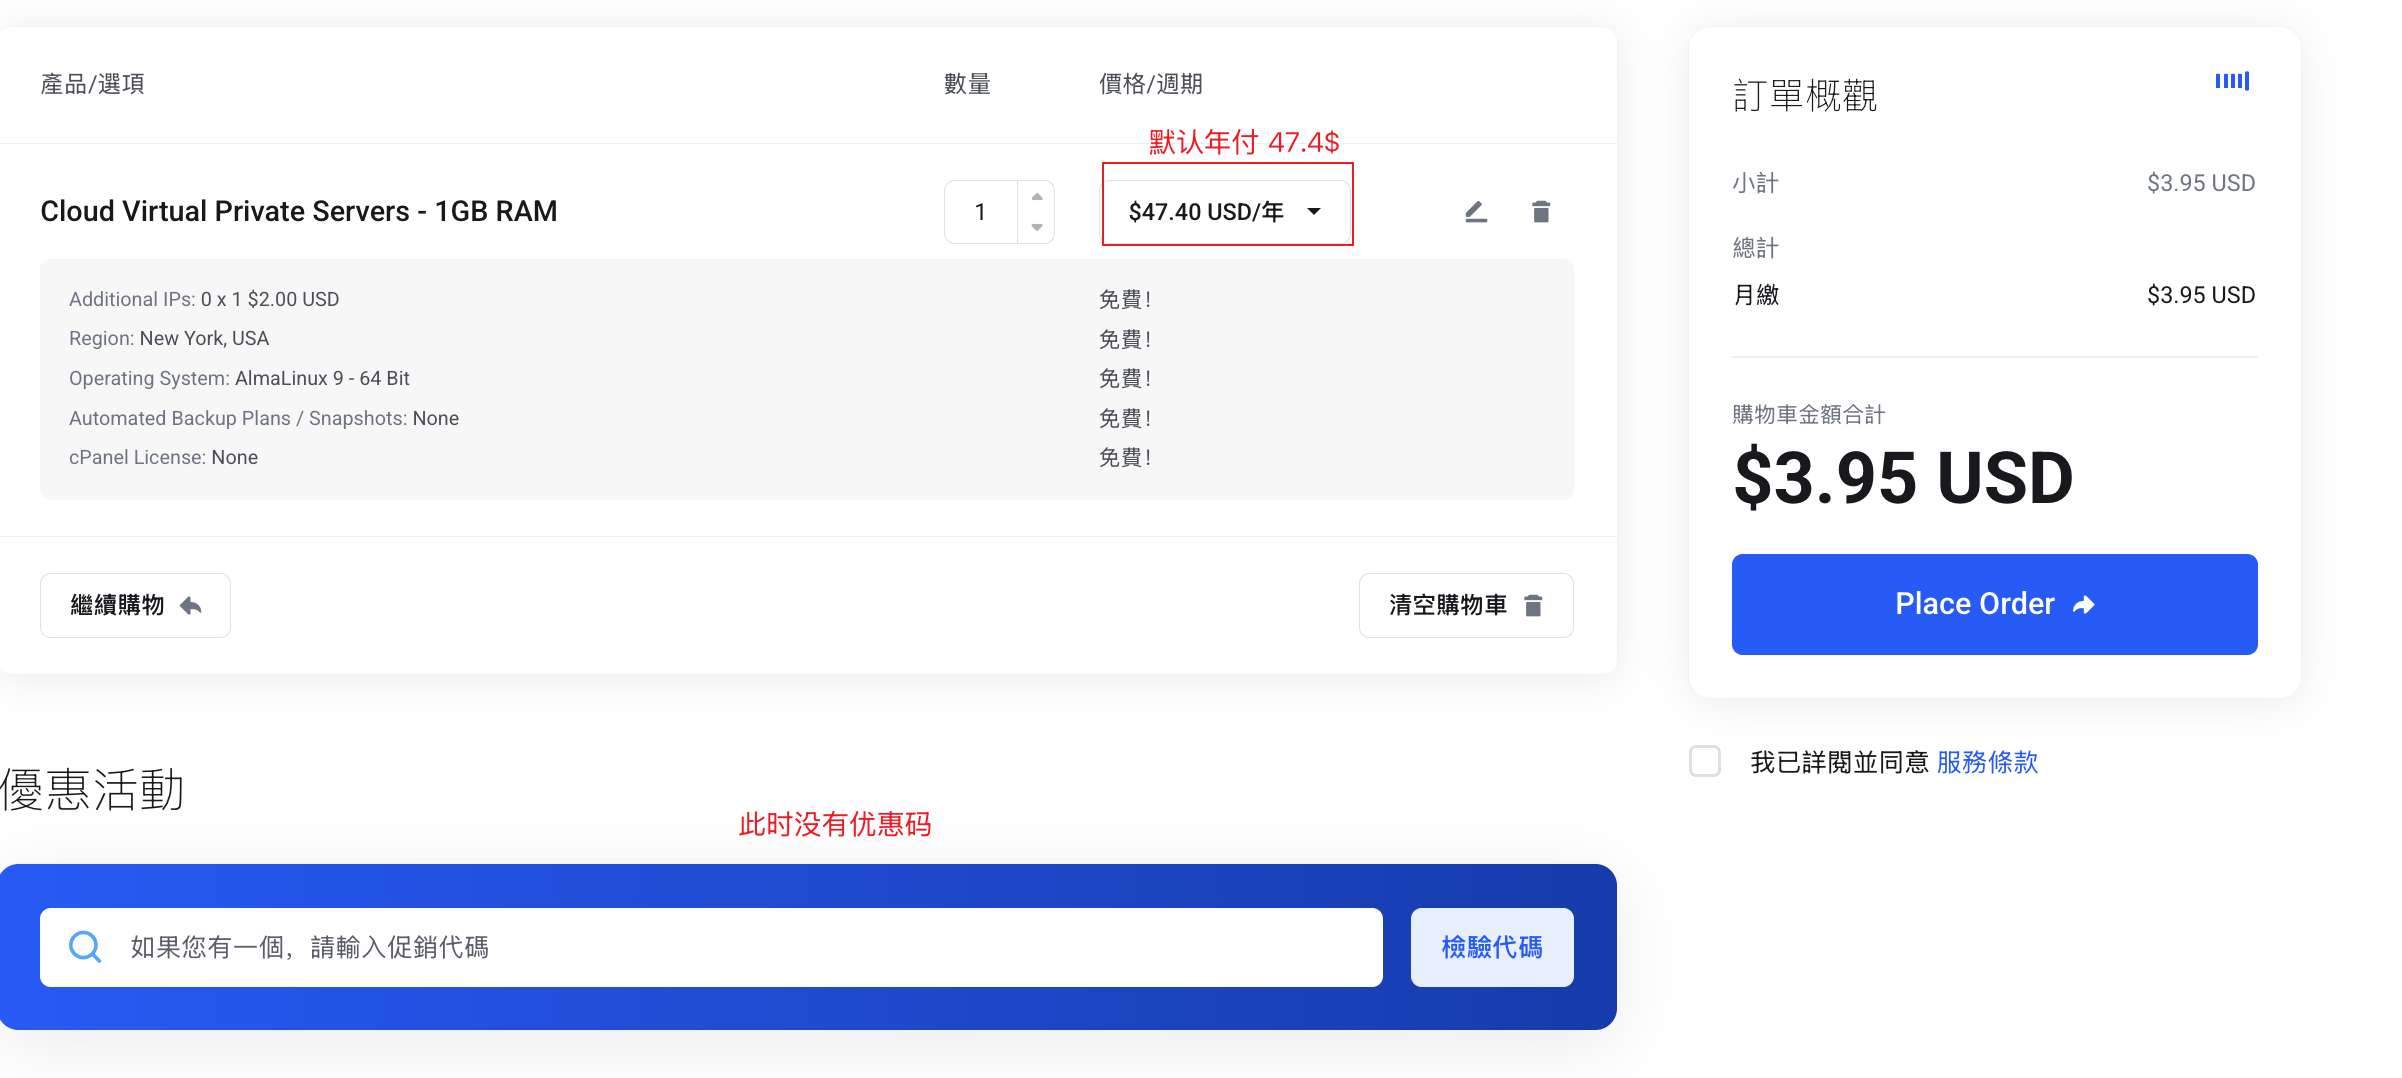 產品/選項
數量
價格/週期
默认年付 47.4$
Cloud Virtual Private Servers - 1GB RAM
1
$47.40 USD/年
Additional IPs: 0 x 1 $2.00 USD
免費!
Region: New York, USA
免費!
Operating System: AlmaLinux 9 - 64 Bit
免費!
Automated Backup Plans / Snapshots: None
免費!
cPanel License: None
免費!
繼續購物
清空購物車
優惠活動
此时没有优惠码
如果您有一個，請輸入促銷代碼
檢驗代碼
訂單概觀
小計
$3.95 USD
總計
月繳
$3.95 USD
購物車金額合計
$3.95 USD
Place Order
我已詳閱並同意 服務條款